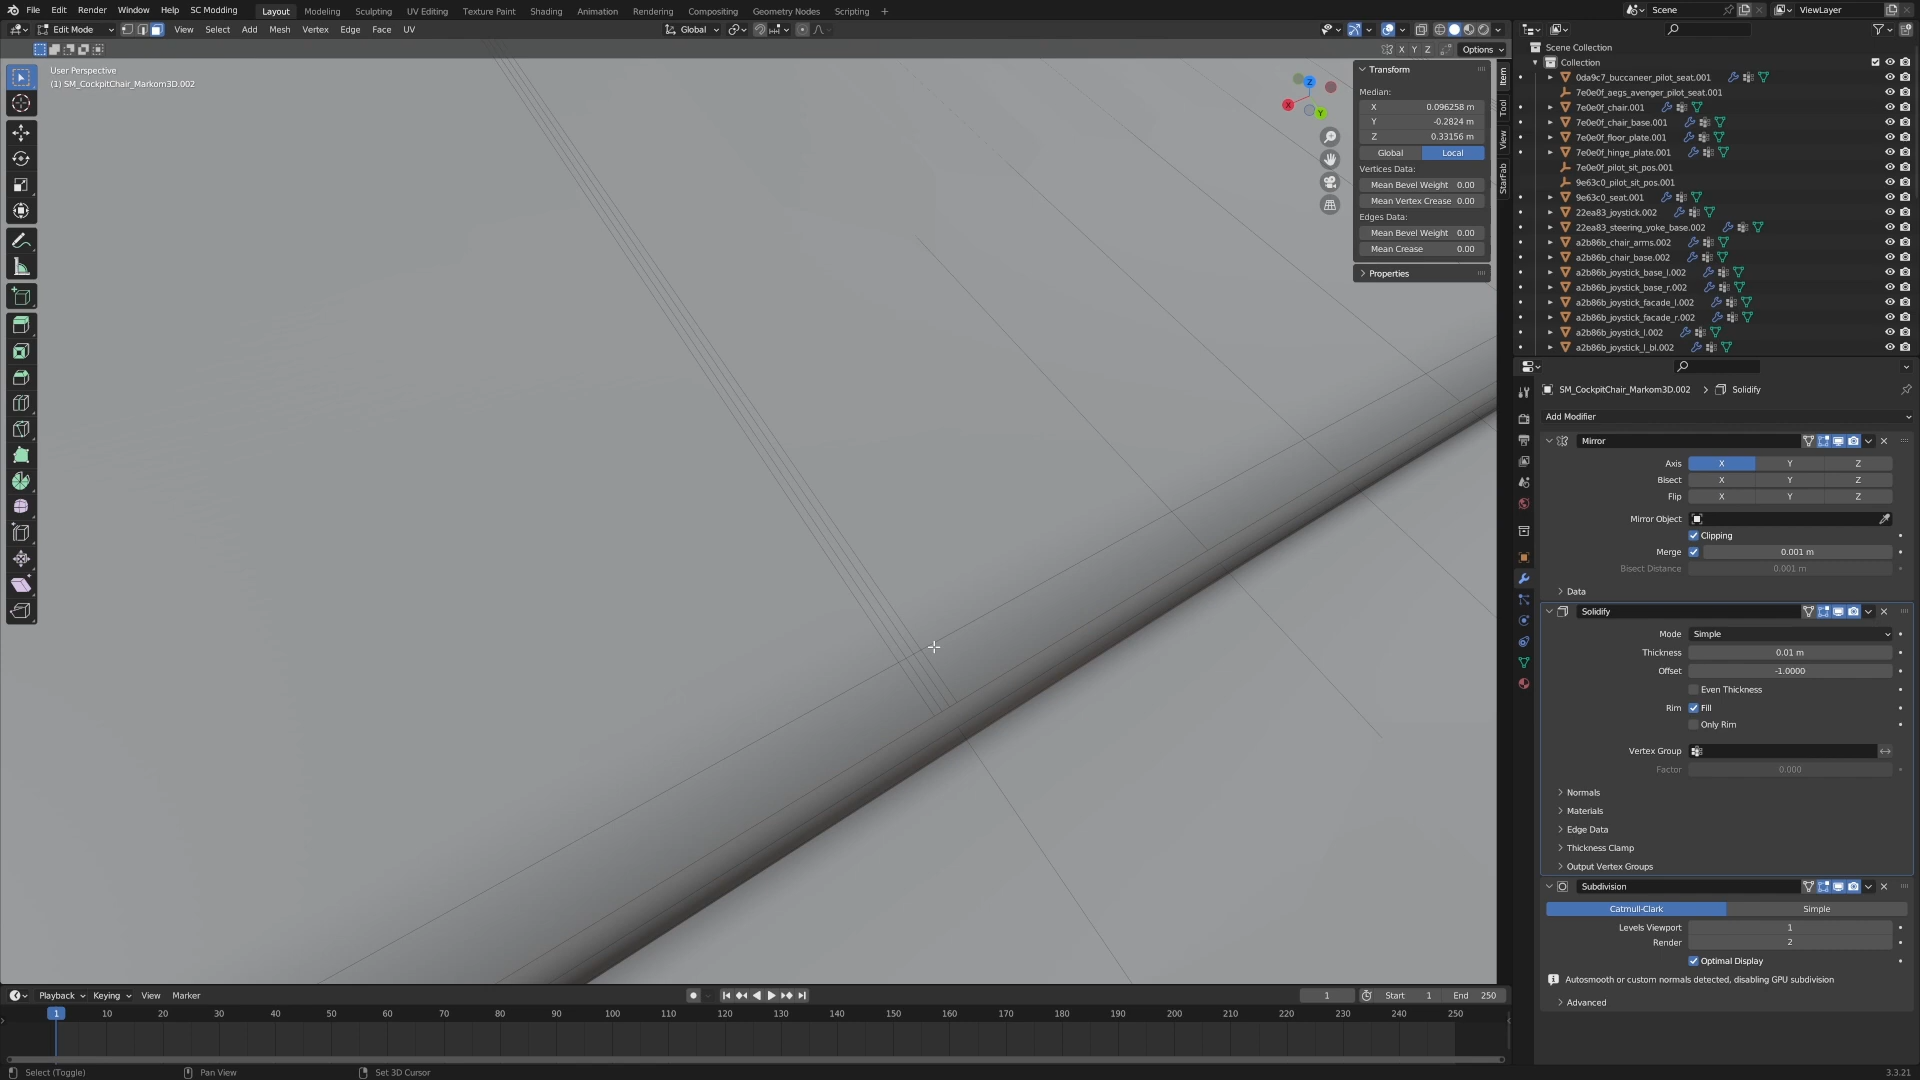 File Edit Render Window Help SC Modding Layout Modeling Sculpting UV Editing Texture Paint Shading Animation Rendering Compositing Geometry Nodes Scripting + Scene ViewLayer
Edit Mode View Select Add Mesh Vertex Edge Face UV Global
X Y Z Options
User Perspective
(1) SM_CockpitChair_Markom3D.002
Z X Y
Transform
Median:
X 0.096258 m
Y -0.2824 m
Z 0.33156 m
Global Local
Vertices Data:
Mean Bevel Weight 0.00
Mean Vertex Crease 0.00
Edges Data:
Mean Bevel Weight 0.00
Mean Crease 0.00
Properties
Item
Tool
View
StarFab
Scene Collection
Collection
0da9c7_buccaneer_pilot_seat.001
7e0e0f_aegs_avenger_pilot_seat.001
7e0e0f_chair.001
7e0e0f_chair_base.001
7e0e0f_floor_plate.001
7e0e0f_hinge_plate.001
7e0e0f_pilot_sit_pos.001
9e63c0_pilot_sit_pos.001
9e63c0_seat.001
22ea83_joystick.002
22ea83_steering_yoke_base.002
a2b86b_chair_arms.002
a2b86b_chair_base.002
a2b86b_joystick_base_l.002
a2b86b_joystick_base_r.002
a2b86b_joystick_facade_l.002
a2b86b_joystick_facade_r.002
a2b86b_joystick_l.002
a2b86b_joystick_l_bl.002
SM_CockpitChair_Markom3D.002 > Solidify
Add Modifier
Mirror
Axis X Y Z
Bisect X Y Z
Flip X Y Z
Mirror Object
Clipping
Merge 0.001 m
Bisect Distance 0.001 m
Data
Solidify
Mode Simple
Thickness 0.01 m
Offset -1.0000
Even Thickness
Rim Fill
Only Rim
Vertex Group
Factor 0.000
Normals
Materials
Edge Data
Thickness Clamp
Output Vertex Groups
Subdivision
Catmull-Clark Simple
Levels Viewport 1
Render 2
Optimal Display
Autosmooth or custom normals detected, disabling GPU subdivision
Advanced
Playback Keying View Marker 1 Start 1 End 250
1 10 20 30 40 50 60 70 80 90 100 110 120 130 140 150 160 170 180 190 200 210 220 230 240 250
Select (Toggle) Pan View Set 3D Cursor 3.3.21